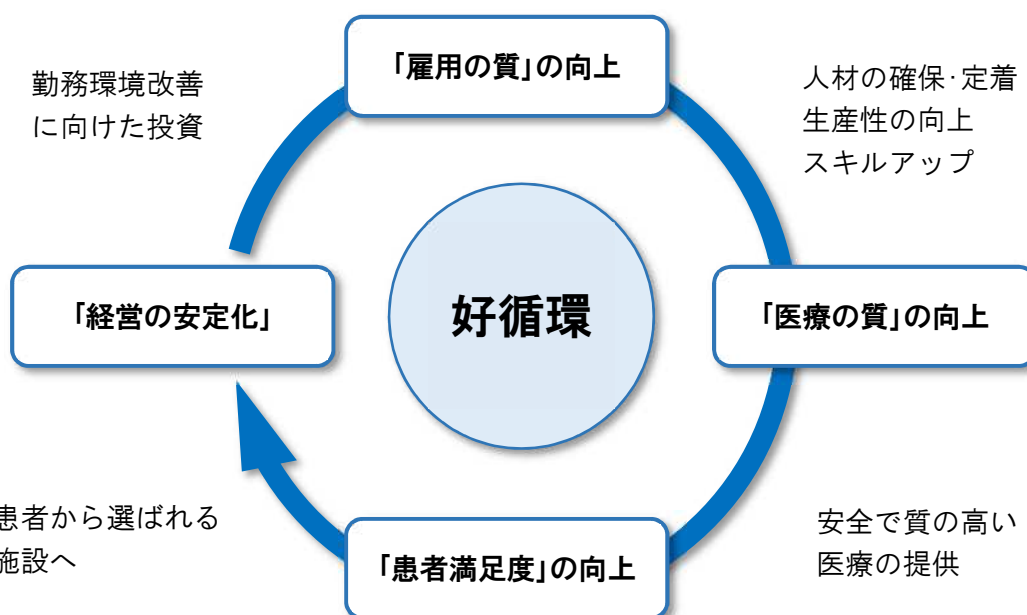 「雇用の質」の向上
勤務環境改善
に向けた投資
人材の確保・定着
生産性の向上
スキルアップ
「経営の安定化」
好循環
「医療の質」の向上
患者から選ばれる
施設へ
「患者満足度」の向上
安全で質の高い
医療の提供